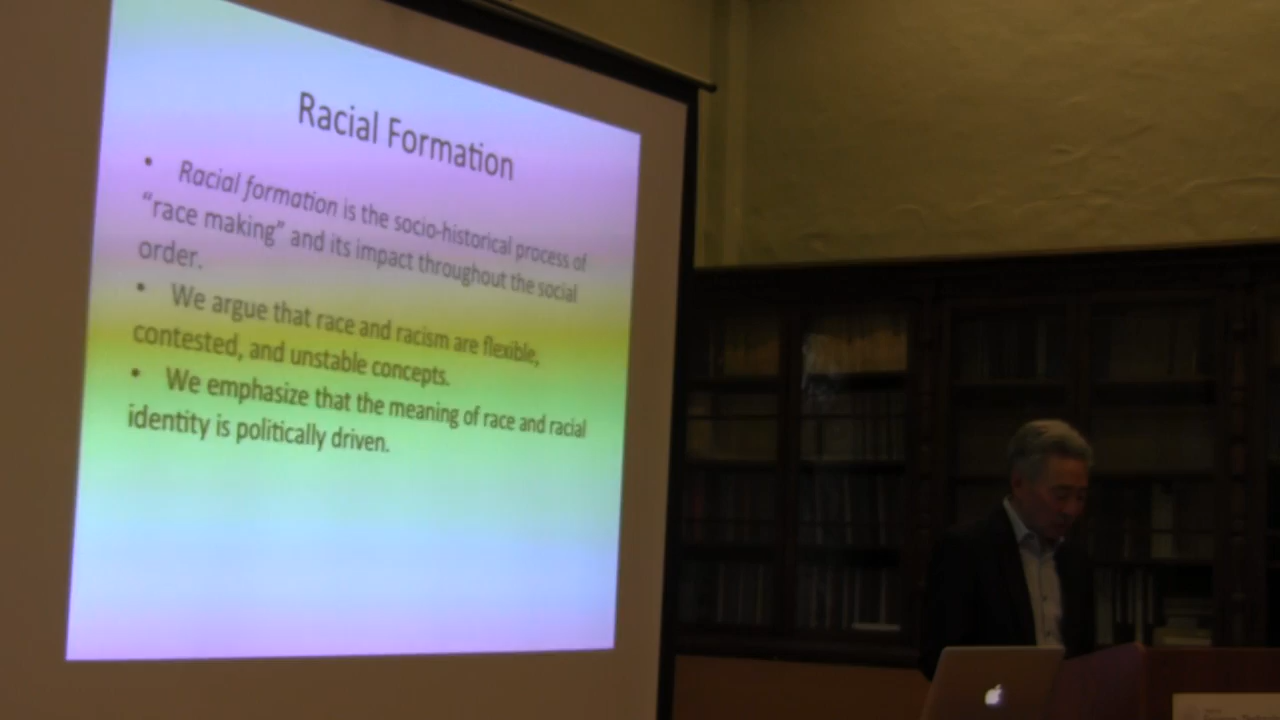 Racial Formation
• Racial formation is the socio-historical process of
“race making” and its impact throughout the social
order.
• We argue that race and racism are flexible,
contested, and unstable concepts.
• We emphasize that the meaning of race and racial
identity is politically driven.